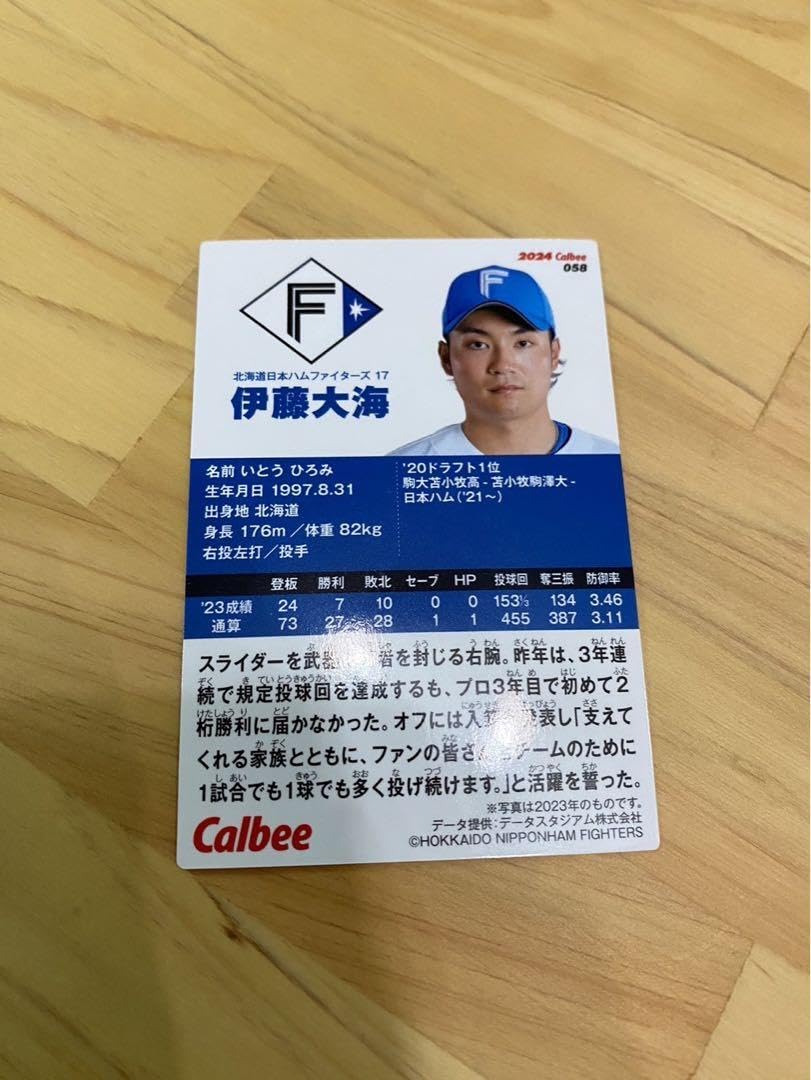 2024 Calbee
058
F
北海道日本ハムファイターズ 17
伊藤大海
名前 いとう ひろみ
生年月日 1997.8.31
出身地 北海道
身長 176m／体重 82kg
右投左打／投手
'20ドラフト1位
駒大苫小牧高 - 苫小牧駒澤大 -
日本ハム('21〜)
登板 勝利 敗北 セーブ HP 投球回 奪三振 防御率
'23成績 24 7 10 0 0 153⅓ 134 3.46
通算 73 27 28 1 1 455 387 3.11
スライダーを武器 者を封じる右腕。昨年は、3年連
続で規定投球回を達成するも、プロ3年目で初めて2
桁勝利に届かなかった。オフには入 発表し「支えて
くれる家族とともに、ファンの皆さ チームのために
1試合でも1球でも多く投げ続けます。」と活躍を誓った。
※写真は2023年のものです。
データ提供：データスタジアム株式会社
©HOKKAIDO NIPPONHAM FIGHTERS
Calbee